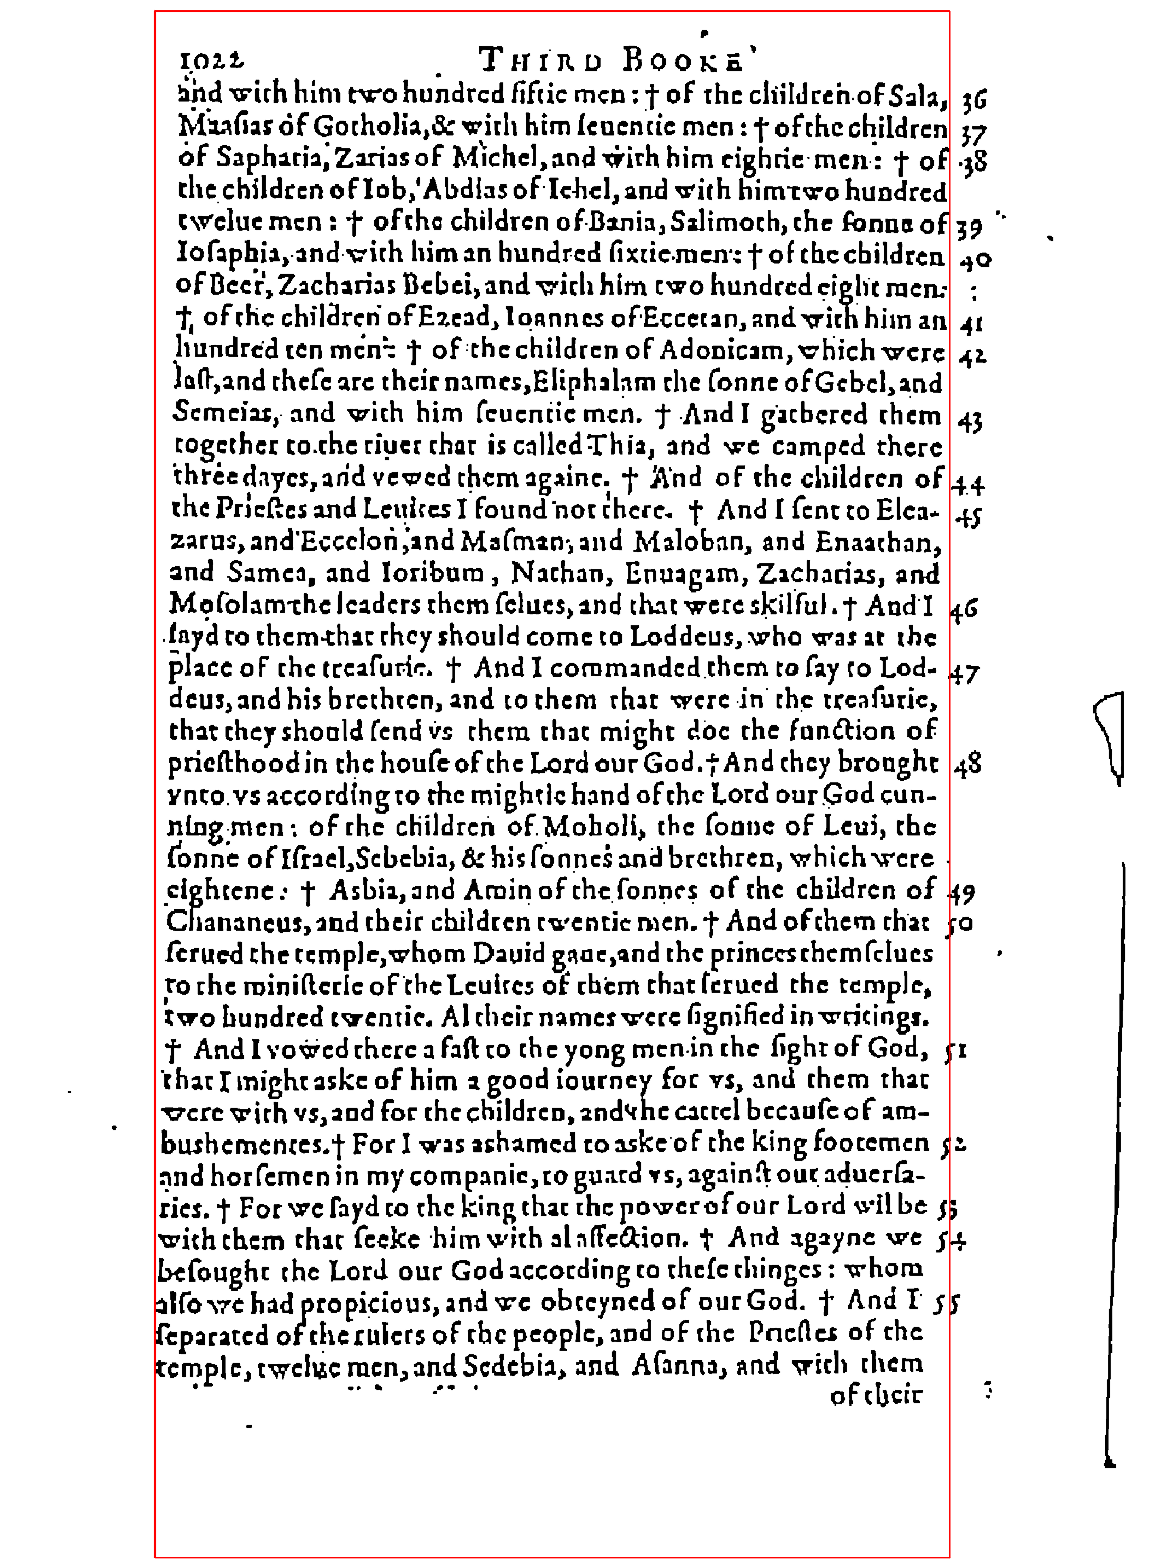 1022 THIRD BOOKE
and with him two hundred fiftie men: † of the children of Sala, 36
Maasias of Gotholia, & with him seuentie men: † of the children 37
of Saphatia, Zarias of Michel, and with him eightie men: † of 38
the children of Iob, Abdias of Iehel, and with him two hundred
twelue men: † of the children of Bania, Salimoth, the sonne of 39
Iosaphia, and with him an hundred sixtie men: † of the children 40
of Beer, Zacharias Bebei, and with him two hundred eight men:
† of the children of Ezead, Ioannes of Eccetan, and with him an 41
hundred ten men: † of the children of Adonicam, which were 42
last, and these are their names, Eliphalam the sonne of Gebel, and
Semeias, and with him seuentie men. † And I gathered them 43
together to the riuer that is called Thia, and we camped there
three dayes, and vewed them againe. † And of the children of 44
the Priestes and Leuites I found not there. † And I sent to Elea- 45
zarus, and Eccelon, and Masman, and Maloban, and Enaathan,
and Samea, and Ioribum, Nathan, Enuagam, Zacharias, and
Mosolam the leaders them selues, and that were skilful. † And I 46
sayd to them that they should come to Loddeus, who was at the
place of the treasurie. † And I commanded them to say to Lod- 47
deus, and his brethren, and to them that were in the treasurie,
that they should send vs them that might doe the function of
priesthood in the house of the Lord our God. † And they brought 48
vnto vs according to the mightie hand of the Lord our God cun-
ning men: of the children of Moholi, the sonne of Leui, the
sonne of Israel, Sebebia, & his sonnes and brethren, which were
eightene: † Asbia, and Amin of the sonnes of the children of 49
Chananeus, and their children twentie men. † And of them that 50
serued the temple, whom Dauid gaue, and the princes themselues
to the ministerie of the Leuites of them that serued the temple,
two hundred twentie. Al their names were signified in writings.
† And I vowed there a fast to the yong men in the sight of God, 51
that I might aske of him a good iourney for vs, and them that
were with vs, and for the children, and the cattel because of am-
bushementes. † For I was ashamed to aske of the king footemen 52
and horsemen in my companie, to guard vs, against our aduersa-
ries. † For we sayd to the king that the power of our Lord wil be 53
with them that seeke him with al affection. † And agayne we 54
besought the Lord our God according to these thinges: whom
also we had propicious, and we obteyned of our God. † And I 55
separated of the rulers of the people, and of the Priestes of the
temple, twelue men, and Sedebia, and Asanna, and with them
of their